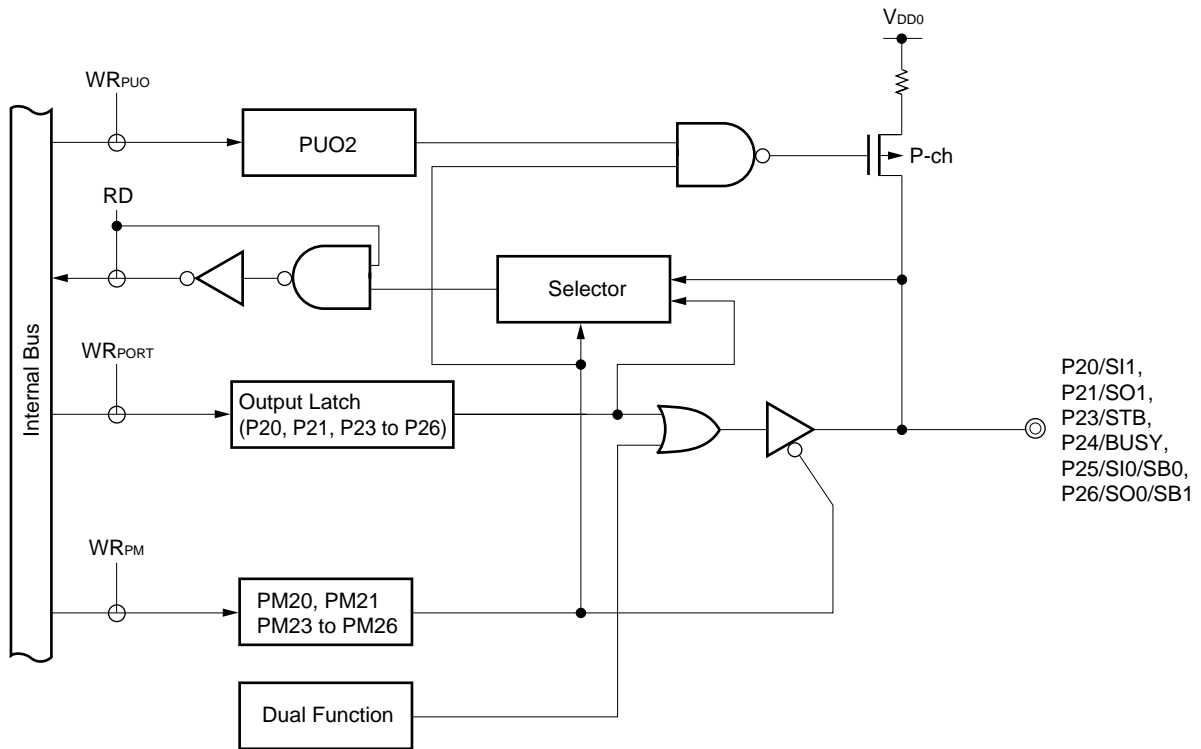 VDD0
WRPUO
PUO2
P-ch
RD
Selector
Internal Bus
WRPORT
Output Latch
(P20, P21, P23 to P26)
P20/SI1,
P21/SO1,
P23/STB,
P24/BUSY,
P25/SI0/SB0,
P26/SO0/SB1
WRPM
PM20, PM21
PM23 to PM26
Dual Function